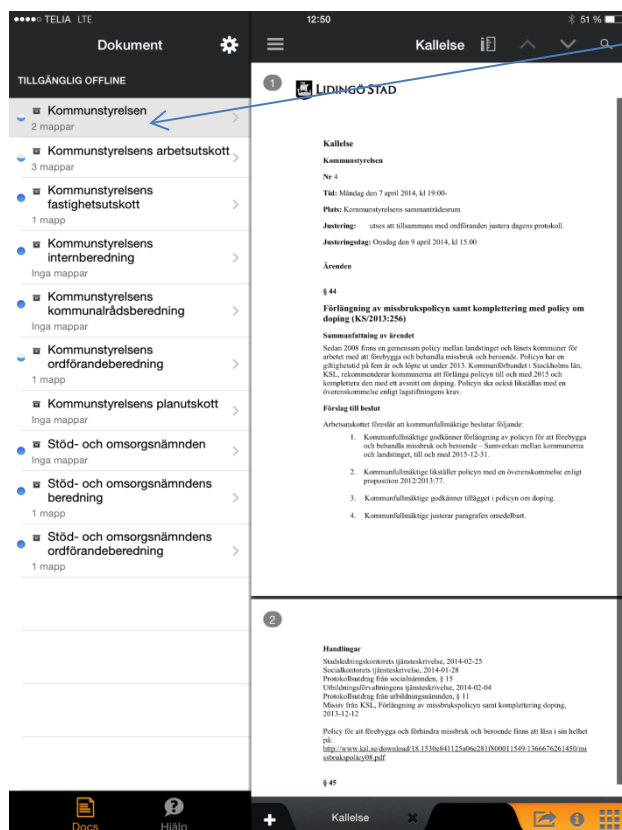 TELIA LTE
12:50
51 %
Dokument
Kallelse
TILLGÄNGLIG OFFLINE
Kommunstyrelsen
2 mappar
Kommunstyrelsens arbetsutskott
3 mappar
Kommunstyrelsens
fastighetsutskott
1 mapp
Kommunstyrelsens
internberedning
Inga mappar
Kommunstyrelsens
kommunalrådsberedning
Inga mappar
Kommunstyrelsens
ordförandeberedning
1 mapp
Kommunstyrelsens planutskott
Inga mappar
Stöd- och omsorgsnämnden
Inga mappar
Stöd- och omsorgsnämndens
beredning
1 mapp
Stöd- och omsorgsnämndens
ordförandeberedning
1 mapp
Docs
Hjälp
1
LIDINGÖ STAD
Kallelse
Kommunstyrelsen
Nr 4
Tid: Måndag den 7 april 2014, kl 19:00-
Plats: Kommunstyrelsens sammanträdesrum
Justering: utses att tillsammans med ordföranden justera dagens protokoll.
Justeringsdag: Onsdag den 9 april 2014, kl 15.00
Ärenden
§ 44
Förlängning av missbrukspolicyn samt komplettering med policy om
doping (KS/2013:256)
Sammanfattning av ärendet
Sedan 2008 finns en gemensam policy mellan landstinget och länets kommuner för
arbetet med att förebygga och behandla missbruk och beroende. Policyn har en
giltighetstid på fem år och löpte ut under 2013. Kommunförbundet i Stockholms län,
KSL, rekommenderar kommunerna att förlänga policyn till och med 2015 och
komplettera den med ett avsnitt om doping. Policyn ska också likställas med en
överenskommelse enligt lagstiftningens krav.
Förslag till beslut
Arbetsutskottet föreslår att kommunfullmäktige beslutar följande:
1. Kommunfullmäktige godkänner förlängning av policyn för att förebygga
och behandla missbruk och beroende – Samverkan mellan kommunerna
och landstinget, till och med 2015-12-31.
2. Kommunfullmäktige likställer policyn med en överenskommelse enligt
proposition 2012/2013:77.
3. Kommunfullmäktige godkänner tillägget i policyn om doping.
4. Kommunfullmäktige justerar paragrafen omedelbart.
2
Handlingar
Stadsledningskontorets tjänsteskrivelse, 2014-02-25
Socialkontorets tjänsteskrivelse, 2014-01-28
Protokollsutdrag från socialnämnden, § 15
Utbildningsförvaltningens tjänsteskrivelse, 2014-02-04
Protokollsutdrag från utbildningsnämnden, § 11
Missiv från KSL, Förlängning av missbrukspolicyn samt komplettering doping,
2013-12-12
Policy för att förebygga och förhindra missbruk och beroende finns att läsa i sin helhet
på:
http://www.ksl.se/download/18.1530e841125a06e281f800011549/1366676261450/mi
ssbrukspolicy08.pdf
§ 45
Kallelse